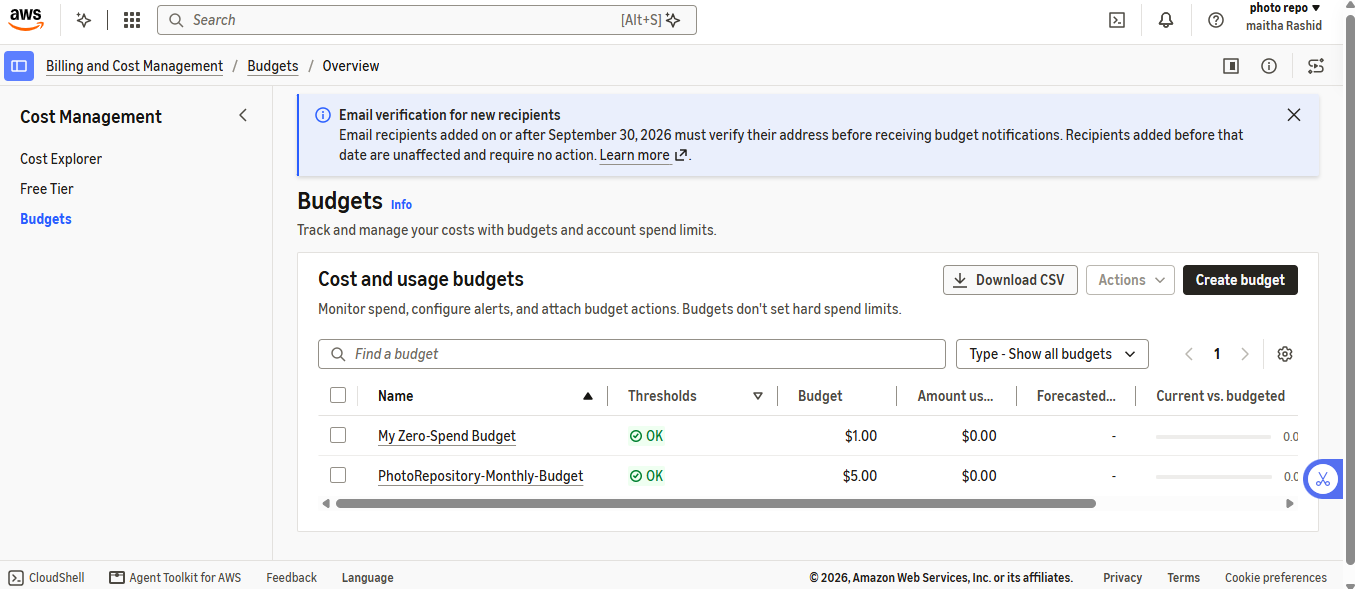 aws
Search [Alt+S]
photo repo
maitha Rashid
Billing and Cost Management / Budgets / Overview
Cost Management
Cost Explorer
Free Tier
Budgets
Email verification for new recipients
Email recipients added on or after September 30, 2026 must verify their address before receiving budget notifications. Recipients added before that
date are unaffected and require no action. Learn more .
Budgets Info
Track and manage your costs with budgets and account spend limits.
Cost and usage budgets
Download CSV Actions Create budget
Monitor spend, configure alerts, and attach budget actions. Budgets don't set hard spend limits.
Find a budget Type - Show all budgets 1
Name Thresholds Budget Amount us... Forecasted... Current vs. budgeted
My Zero-Spend Budget OK $1.00 $0.00 - 0.0
PhotoRepository-Monthly-Budget OK $5.00 $0.00 - 0.0
CloudShell Agent Toolkit for AWS Feedback Language © 2026, Amazon Web Services, Inc. or its affiliates. Privacy Terms Cookie preferences